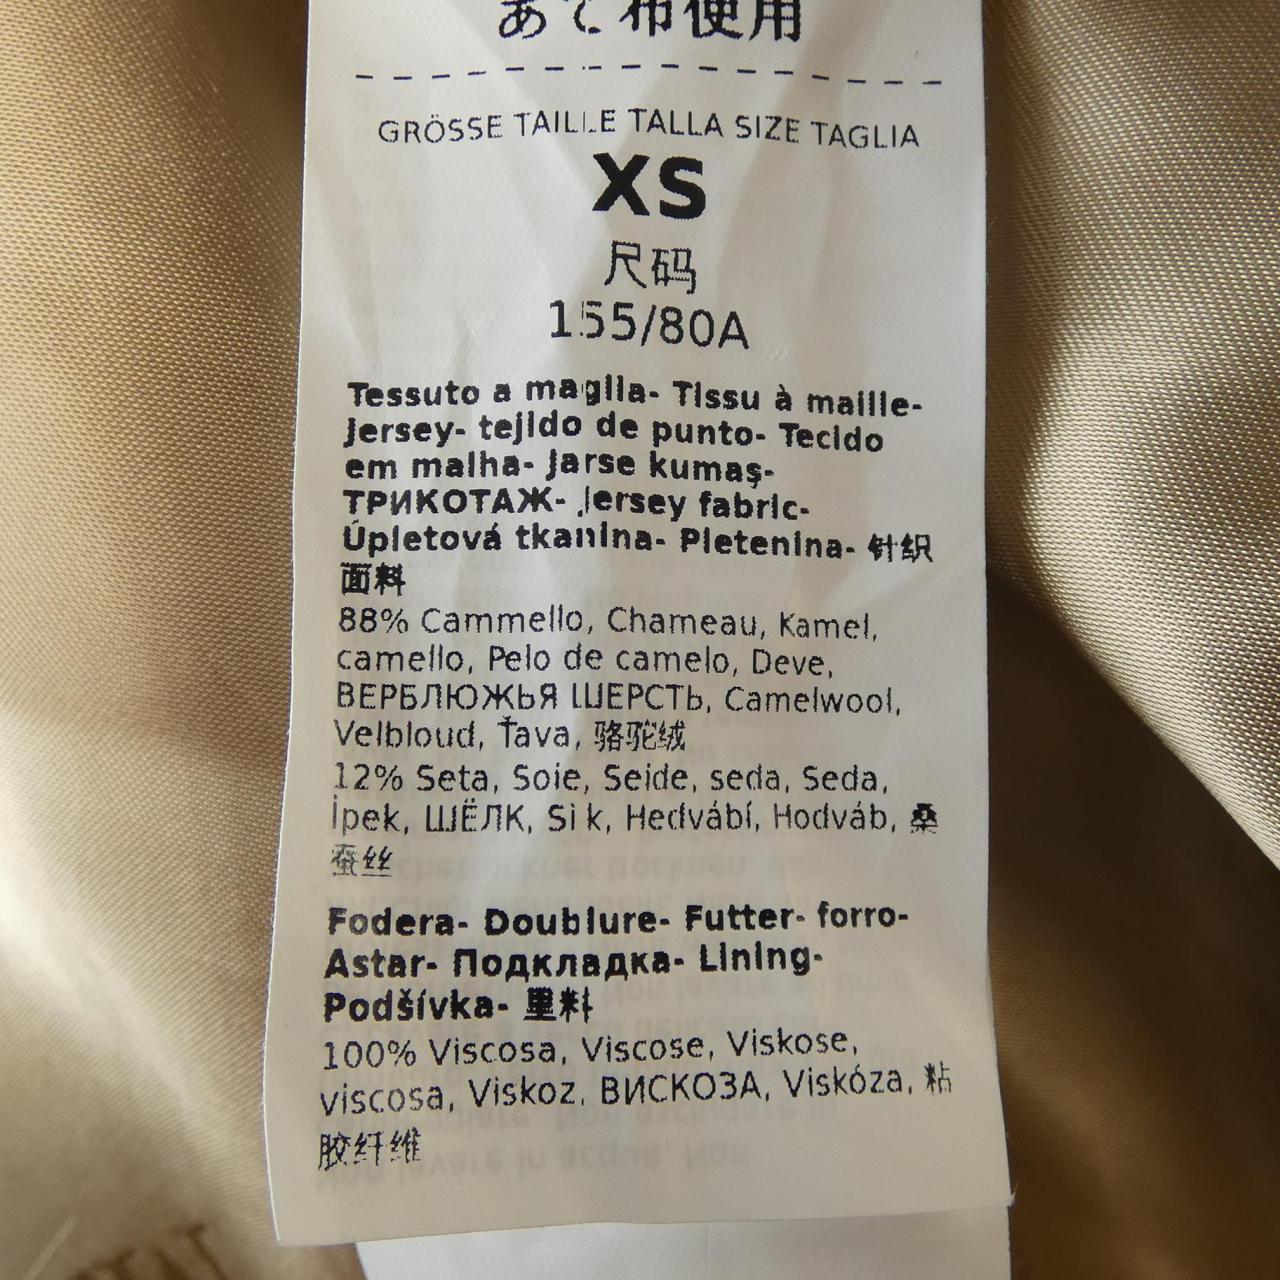 あて布使用
GRÖSSE TAILLE TALLA SIZE TAGLIA
XS
尺码
155/80A
Tessuto a maglia- Tissu à maille-
Jersey- tejido de punto- Tecido
em malha- Jarse kumaş-
ТРИКОТАЖ- Jersey fabric-
Úpletová tkanina- Pletenina- 针织
面料
88% Cammello, Chameau, Kamel,
camello, Pelo de camelo, Deve,
ВЕРБЛЮЖЬЯ ШЕРСТЬ, Camelwool,
Velbloud, Ťava, 骆驼绒
12% Seta, Soie, Seide, seda, Seda,
İpek, ШЁЛК, Silk, Hedvábí, Hodváb, 桑
蚕丝
Fodera- Doublure- Futter- forro-
Astar- Подкладка- Lining-
Podšívka- 里料
100% Viscosa, Viscose, Viskose,
viscosa, Viskoz, ВИСКОЗА, Viskóza, 粘
胶纤维